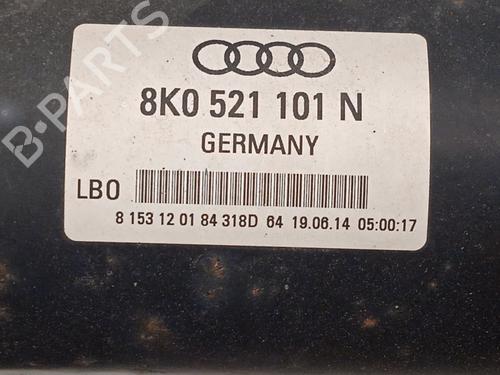 B-PARTS
8K0 521 101 N
GERMANY
LBO
8 153 12 01 84 318D 64 19.06.14 05:00:17